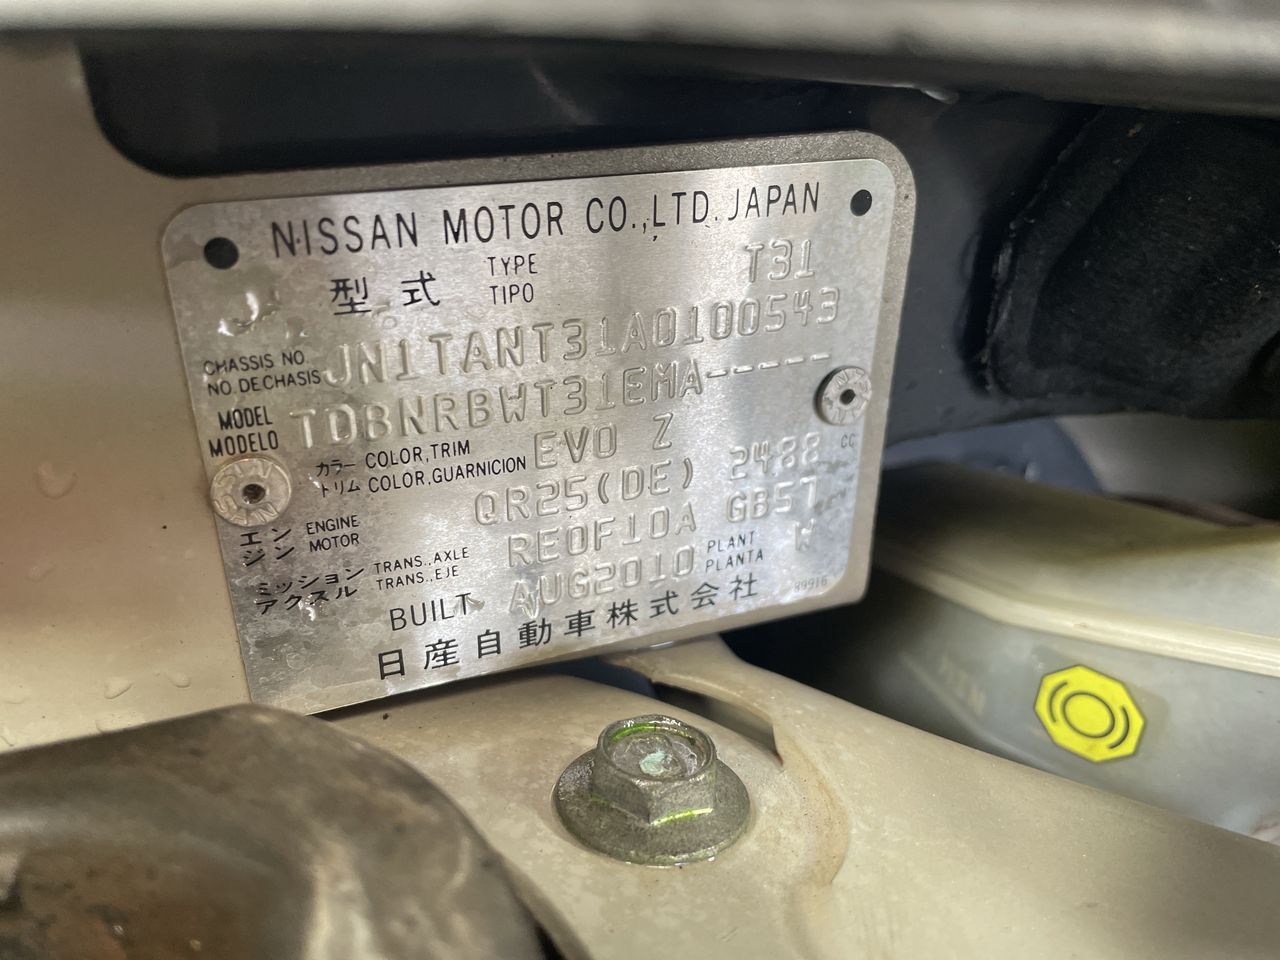 NISSAN MOTOR CO.,LTD. JAPAN
型式 TYPE TIPO T31
CHASSIS NO. NO. DE CHASIS JN1TANT31A0100543
MODEL MODELO TDBNRBWT31EMA-----
カラー COLOR,TRIM トリム COLOR,GUARNICION EV0 Z
エンジン ENGINE MOTOR QR25(DE) 2488 CC
ミッション TRANS.,AXLE アクスル TRANS.,EJE RE0F10A GB57
BUILT AUG2010 PLANT PLANTA W
日産自動車株式会社 99916